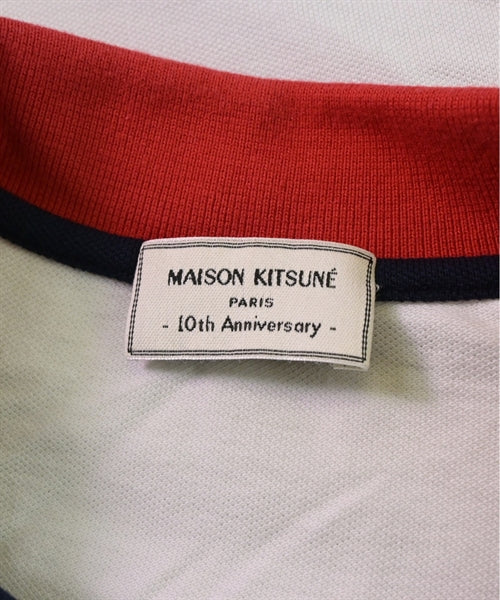 MAISON KITSUNÉ
PARIS
- 10th Anniversary -